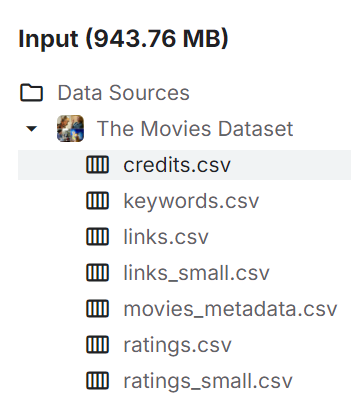 Input (943.76 MB)
Data Sources
The Movies Dataset
credits.csv
keywords.csv
links.csv
links_small.csv
movies_metadata.csv
ratings.csv
ratings_small.csv